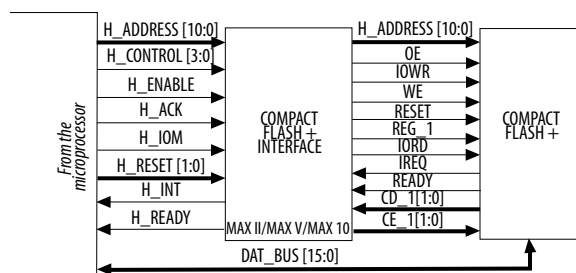 From the
microprocessor
H_ADDRESS [10:0]
H_CONTROL [3:0]
H_ENABLE
H_ACK
H_IOM
H_RESET [1:0]
H_INT
H_READY
COMPACT
FLASH +
INTERFACE
MAX II/MAX V/MAX 10
H_ADDRESS [10:0]
OE
IOWR
WE
RESET
REG_1
IORD
IREQ
READY
CD_1[1:0]
CE_1[1:0]
COMPACT
FLASH +
DAT_BUS [15:0]